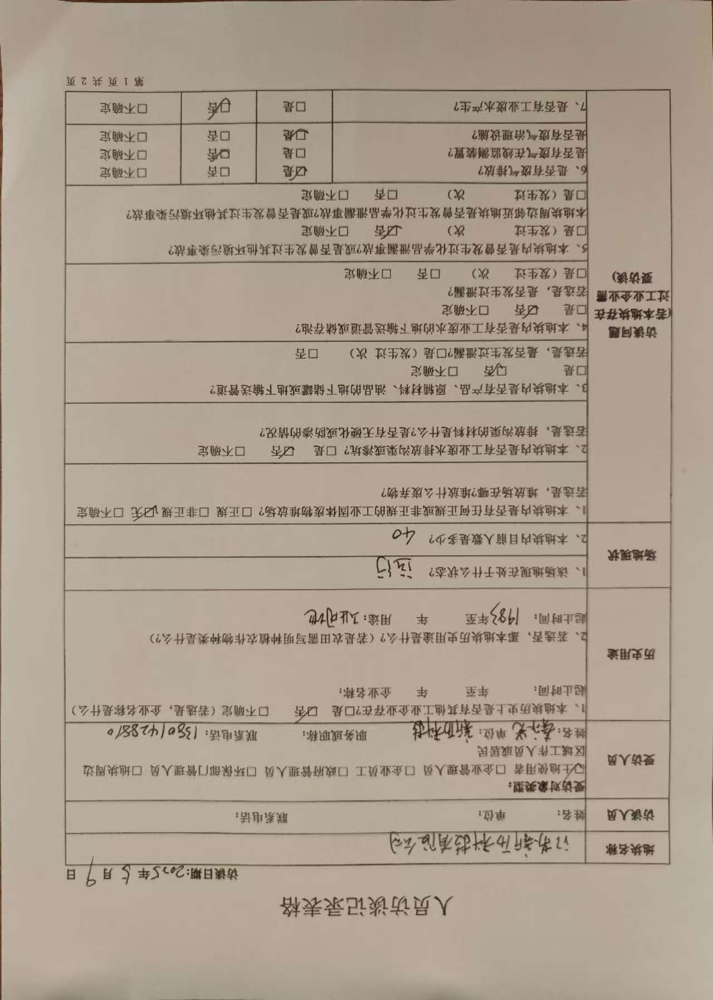 人员访谈记录表格
访谈日期:2025年5月9日
地块名称 江苏新沂科技有限公司
访谈人员 姓名: 单位: 联系电话:
受访人员
受访对象类型:
☑土地使用者 □企业管理人员 □企业员工 □政府管理人员 □环保部门管理人员 □地块周边
区域工作人员或居民
姓名: 单位: 科技 职务或职称: 联系电话: 13801428810
历史用途
1、本地块历史上是否有其他工业企业存在?□是 ☑否 □不确定(若选是,企业名称是什么)
起止时间: 年至 年 企业名称:
2、若选否,那本地块历史用途是什么?(若是农田需写明种植农作物种类是什么?)
起止时间: 1983年至 年 用途:工业用地
场地现状
1、该场地现在处于什么状态? 运行
2、本地块内目前人数是多少? 40
访谈问题
(若本地块存在
过工业企业需
要访谈)
1、本地块内是否有任何正规或非正规的工业固体废物堆放场? □正规 □非正规 ☑无 □不确定
若选是,堆放场在哪?堆放什么废弃物?
2、本地块内是否有工业废水排放沟渠或渗坑? □是 ☑否 □不确定
若选是,排放沟渠的材料是什么?是否有无硬化或防渗的情况?
3、本地块内是否有产品、原辅材料、油品的地下储罐或地下输送管道?
□是 ☑否 □不确定
若选是,是否发生过泄漏?□是(发生过 次) □否
4、本地块内是否有工业废水的地下输送管道或储存池?
□是 ☑否 □不确定
若选是,是否发生过泄漏?
□是(发生过 次) □否 □不确定
5、本地块内是否曾发生过化学品泄漏事故?或是否曾发生过其他环境污染事故?
□是(发生过 次) ☑否 □不确定
本地块周边邻近地块是否曾发生过化学品泄漏事故?或是否曾发生过其他环境污染事故?
□是(发生过 次) □否 □不确定
6、是否有废气排放? ☑是 □否 □不确定
是否有废气在线监测装置? □是 ☑否 □不确定
是否有废气治理设施? ☑是 □否 □不确定
7、是否有工业废水产生? □是 ☑否 □不确定
第 1 页 共 2 页